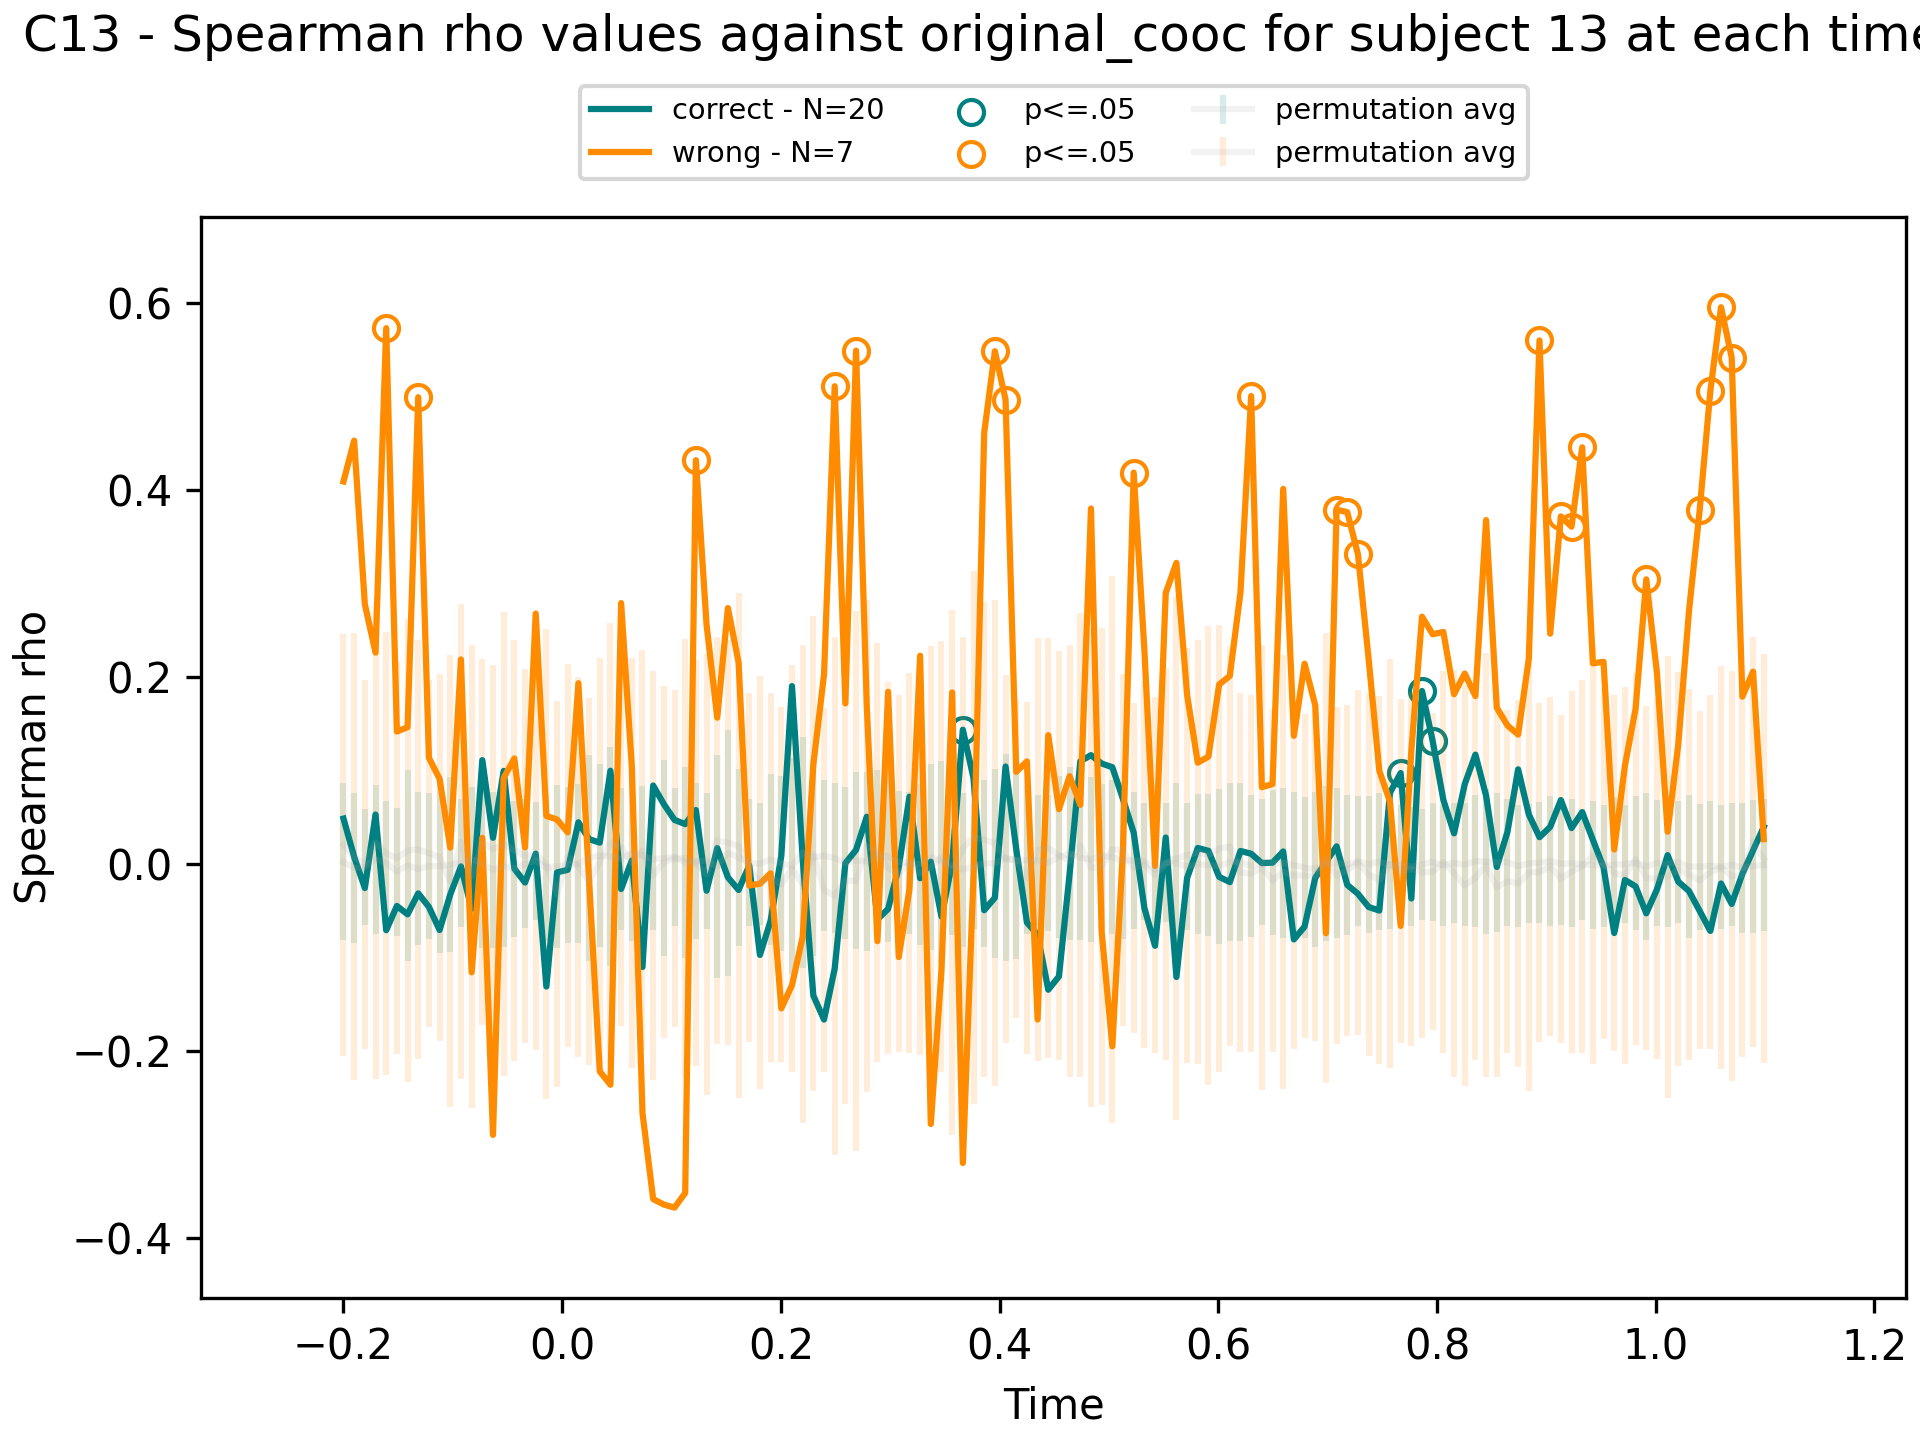 C13 - Spearman rho values against original_cooc for subject 13 at each time
correct - N=20 p<=.05 permutation avg
wrong - N=7 p<=.05 permutation avg
0.6
0.4
0.2
0.0
−0.2
−0.4
Spearman rho
−0.2 0.0 0.2 0.4 0.6 0.8 1.0 1.2
Time